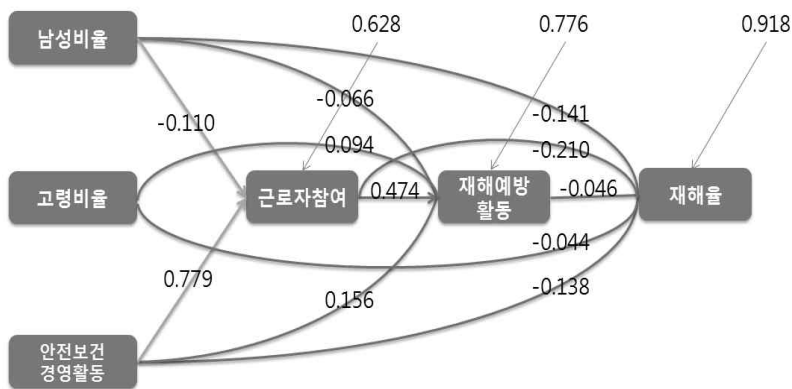 0.628
0.776
0.918
남성비율
-0.066
-0.141
-0.110
0.094
-0.210
고령비율
근로자참여
0.474
재해예방
활동
-0.046
재해율
-0.044
0.779
0.156
-0.138
안전보건
경영활동